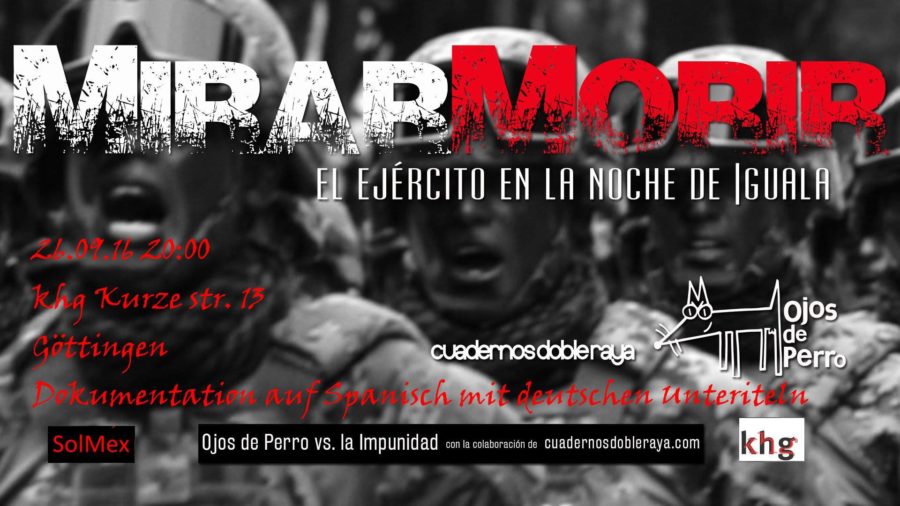 MIRAR MORIR
EL EJÉRCITO EN LA NOCHE DE IGUALA
26.09.16 20:00
khg Kurze str. 13
Göttingen
Dokumentation auf Spanisch mit deutschen Unteriteln
cuadernosdobleraya
Ojos
de
Perro
SolMéx
Ojos de Perro vs. la Impunidad con la colaboración de cuadernosdobleraya.com
khg